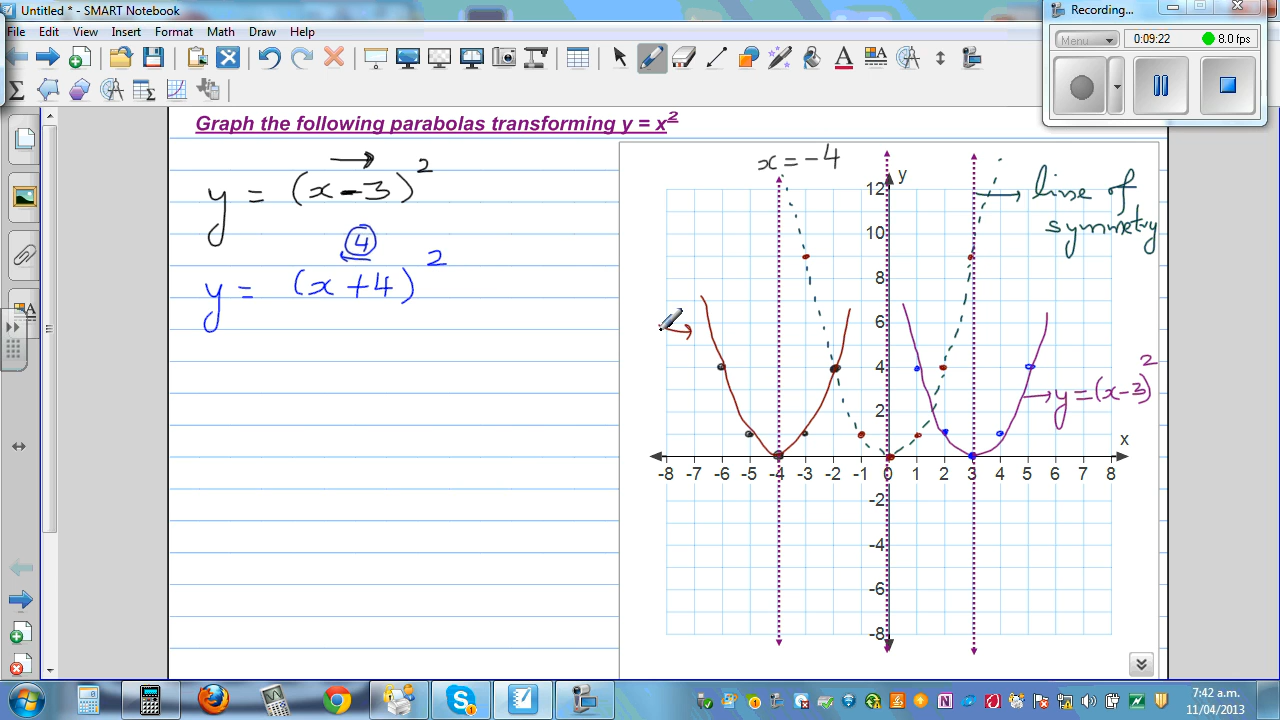 Untitled * - SMART Notebook
File Edit View Insert Format Math Draw Help
Recording...
Menu 0:09:22 8.0 fps
Graph the following parabolas transforming y = x²
y = (x - 3)²
4
y = (x + 4)²
x = -4
y
line of
symmetry
12
10
8
6
4
2
y = (x-3)²
x
-8 -7 -6 -5 -4 -3 -2 -1 0 1 2 3 4 5 6 7 8
-2
-4
-6
-8
7:42 a.m.
11/04/2013